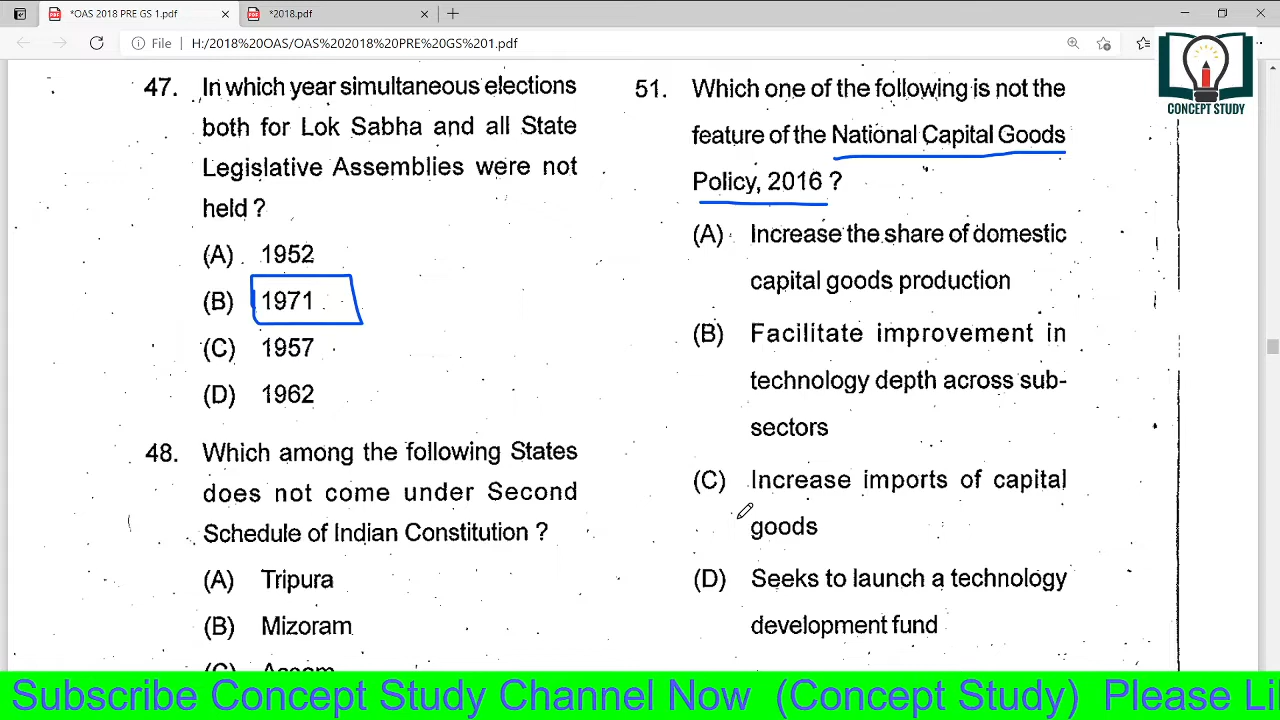 *OAS 2018 PRE GS 1.pdf
*2018.pdf
File
H:/2018%20OAS/OAS%202018%20PRE%20GS%201.pdf
CONCEPT STUDY
47. In which year simultaneous elections
both for Lok Sabha and all State
Legislative Assemblies were not
held ?
(A) 1952
(B) 1971
(C) 1957
(D) 1962
48. Which among the following States
does not come under Second
Schedule of Indian Constitution ?
(A) Tripura
(B) Mizoram
(C) Assam
51. Which one of the following is not the
feature of the National Capital Goods
Policy, 2016 ?
(A) Increase the share of domestic
capital goods production
(B) Facilitate improvement in
technology depth across sub-
sectors
(C) Increase imports of capital
goods
(D) Seeks to launch a technology
development fund
Subscribe Concept Study Channel Now (Concept Study) Please Li